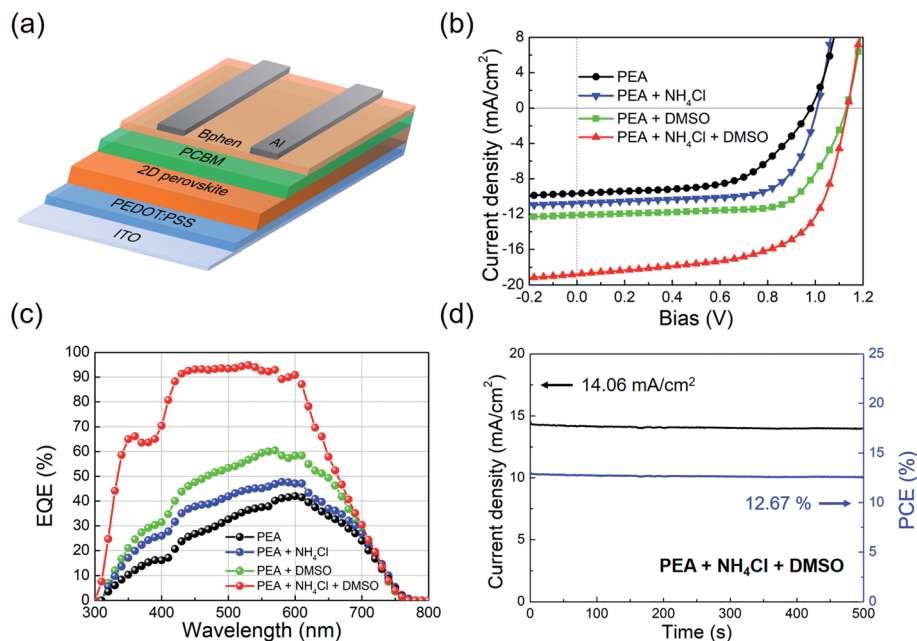 (a)
Bphen
Al
PCBM
2D perovskite
PEDOT:PSS
ITO
(b)
Current density (mA/cm²)
8
4
0
-4
-8
-12
-16
-20
PEA
PEA + NH₄Cl
PEA + DMSO
PEA + NH₄Cl + DMSO
-0.2 0.0 0.2 0.4 0.6 0.8 1.0 1.2
Bias (V)
(c)
EQE (%)
100
90
80
70
60
50
40
30
20
10
0
PEA
PEA + NH₄Cl
PEA + DMSO
PEA + NH₄Cl + DMSO
300 400 500 600 700 800
Wavelength (nm)
(d)
Current density (mA/cm²)
20
15
10
5
0
14.06 mA/cm²
12.67 %
PEA + NH₄Cl + DMSO
25
20
15
10
5
0
PCE (%)
0 100 200 300 400 500
Time (s)